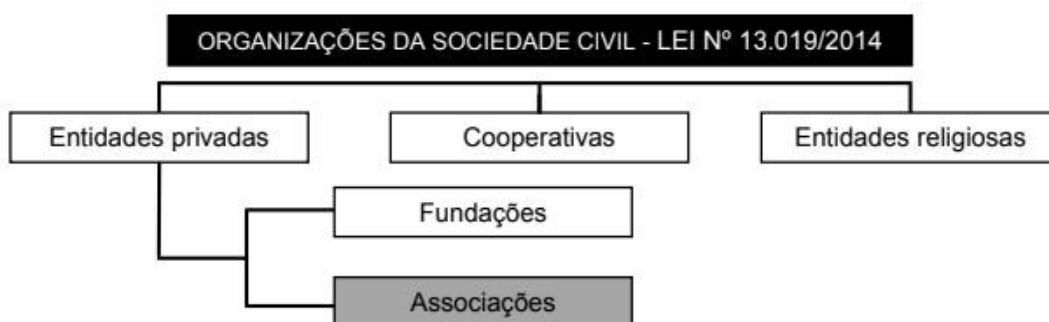 ORGANIZAÇÕES DA SOCIEDADE CIVIL - LEI Nº 13.019/2014
Entidades privadas
Cooperativas
Entidades religiosas
Fundações
Associações